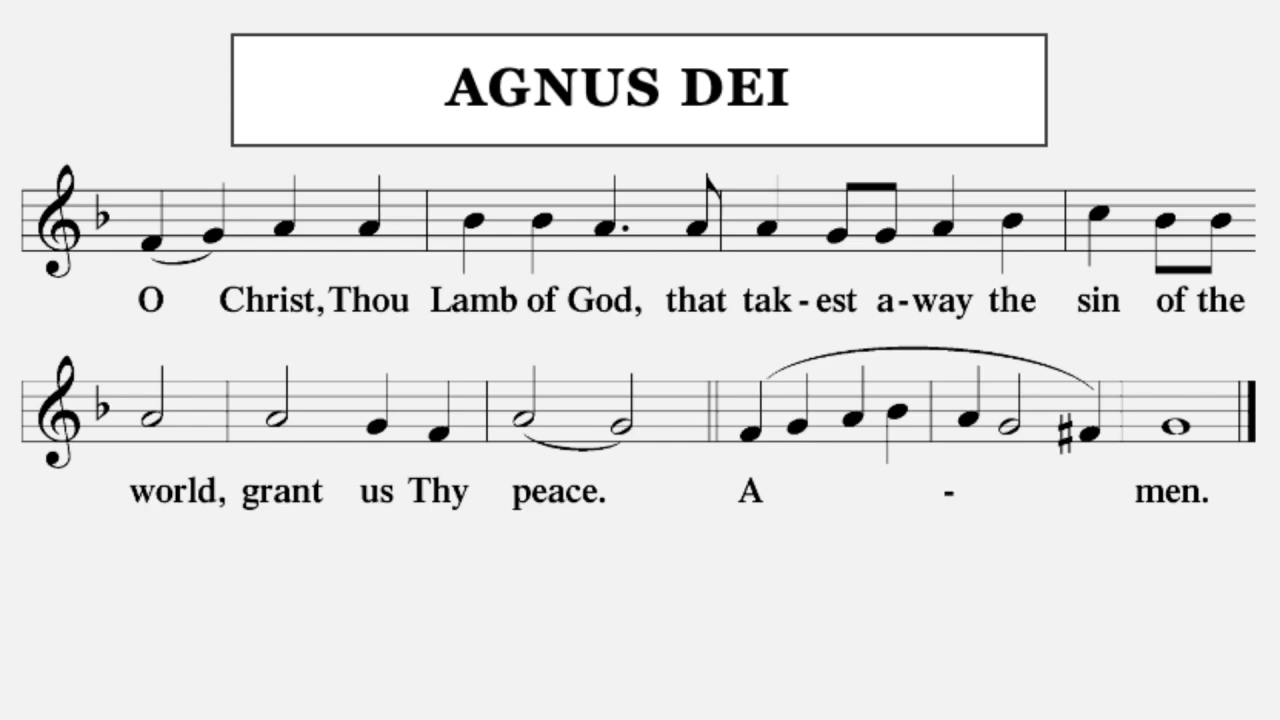 AGNUS DEI
O Christ, Thou Lamb of God, that tak - est a - way the sin of the
world, grant us Thy peace. A - men.